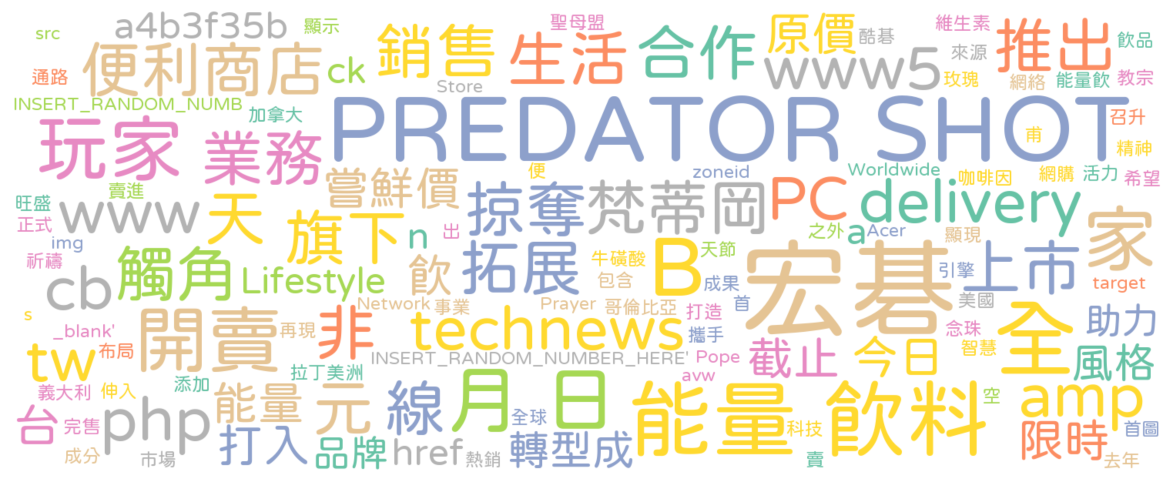 src
a4b3f35b
顯示
聖母盟
維生素
便利商店
ck
銷售
生活
合作
原價
酷碁
www5
來源
推出
飲品
通路
Store
玫瑰
網絡
能量飲
教宗
INSERT_RANDOM_NUMB
加拿大
PREDATOR SHOT
召升
玩家
業務
甫
精神
賣進
嘗鮮價
便
zoneid
Worldwide
咖啡因
網購
活力
希望
旺盛
正式
www
天
旗下
n
出
掠奪
梵蒂岡
PC
delivery
之外
a
Acer
顯現
家
img
祈禱
cb
觸角
Lifestyle
飲
拓展
牛磺酸
包含
B
天節
成果
宏碁
引擎
上市
target
美國
s
_blank'
開賣
再現
非
Network
事業
Prayer
哥倫比亞
打造
首
攜手
technews
念珠
智慧
全
助力
tw
布局
INSERT_RANDOM_NUMBER_HERE'
Pope
avw
截止
今日
風格
義大利
伸入
添加
拉丁美洲
台
完售
php
能量
元
線
月
日
全球
能量
飲料
空
amp
成分
市場
打入
品牌
href
熱銷
轉型成
賣
科技
限時
首圖
去年